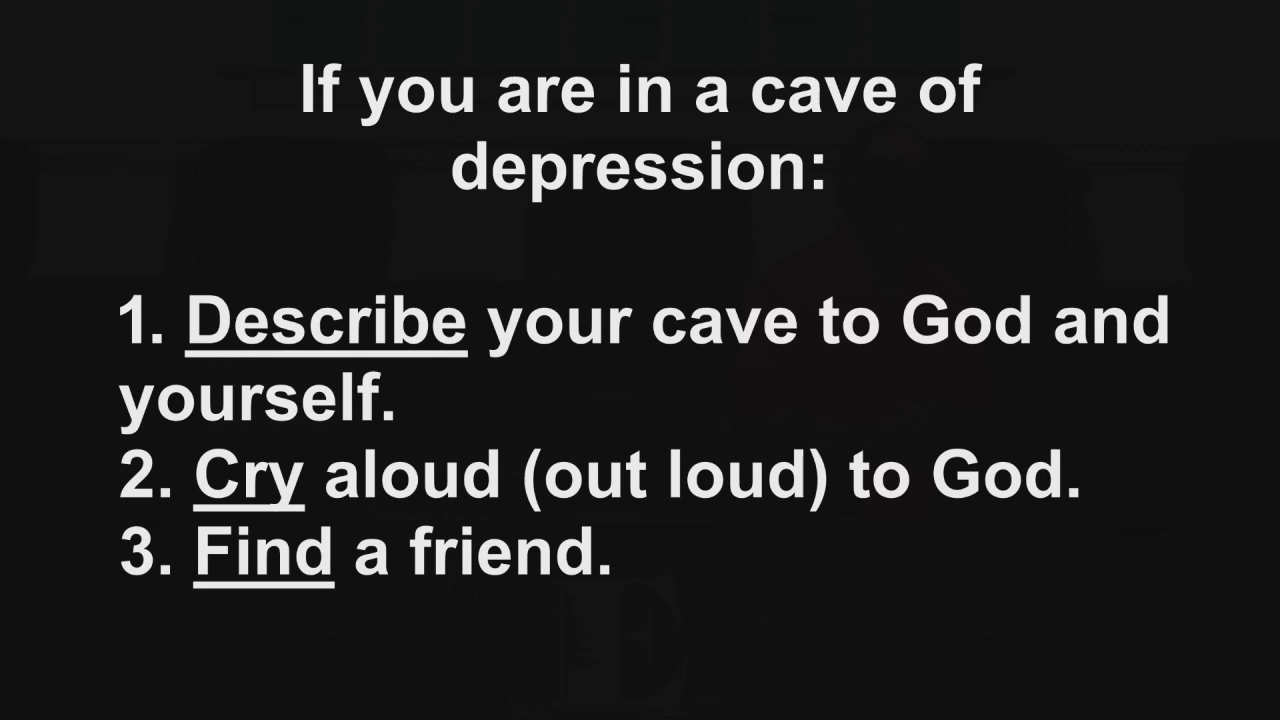 If you are in a cave of
depression:
1. Describe your cave to God and
yourself.
2. Cry aloud (out loud) to God.
3. Find a friend.